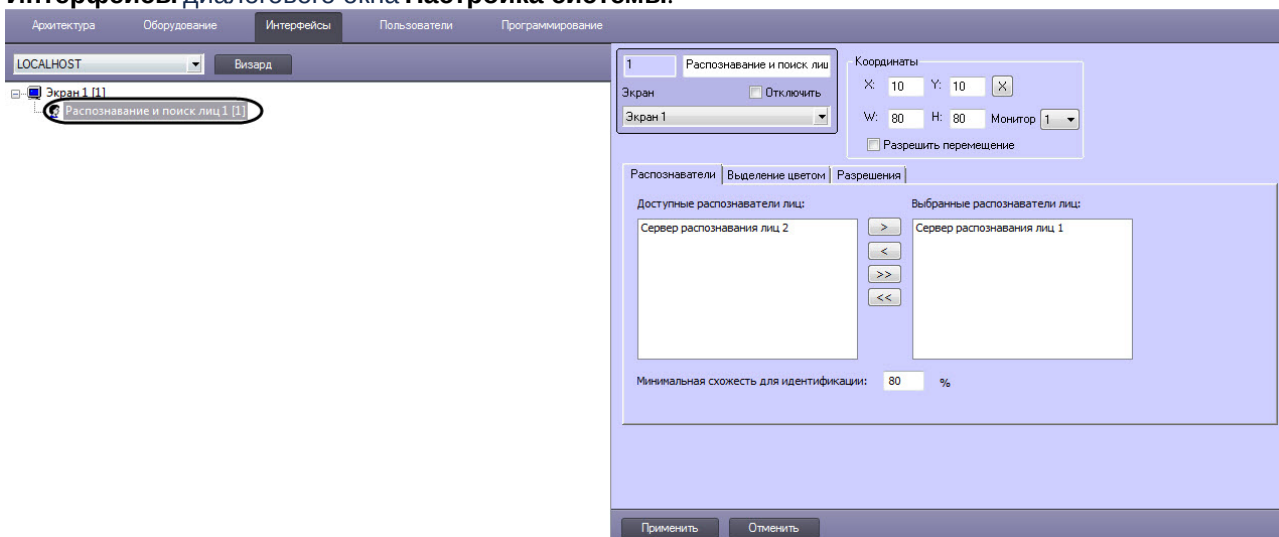 Интерфейсы диалогового окна Настройка системы.
Архитектура Оборудование Интерфейсы Пользователи Программирование
LOCALHOST Визард
Экран 1 [1]
Распознавание и поиск лиц 1 [1]
1 Распознавание и поиск лиц
Экран Отключить
Экран 1
Координаты
X: 10 Y: 10 X
W: 80 H: 80 Монитор 1
Разрешить перемещение
Распознаватели Выделение цветом Разрешения
Доступные распознаватели лиц: Выбранные распознаватели лиц:
Сервер распознавания лиц 2 > Сервер распознавания лиц 1
<
>>
<<
Минимальная схожесть для идентификации: 80 %
Применить Отменить